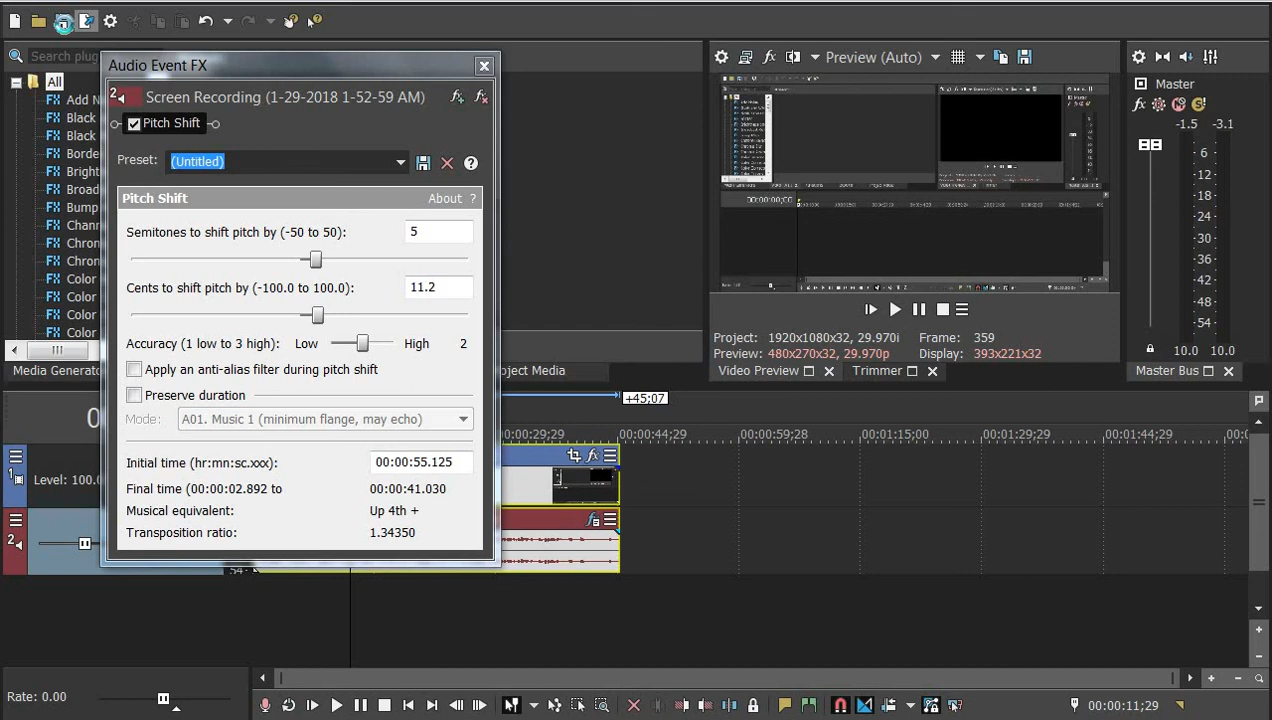 Search plug
Audio Event FX
All
Add N
Black
Black
Borde
Bright
Broad
Bump
Chann
Chron
Chron
Color
Color
Color
Color
Media Generato
Screen Recording (1-29-2018 1-52-59 AM)
Pitch Shift
Preset:
(Untitled)
Pitch Shift
About ?
Semitones to shift pitch by (-50 to 50):
5
Cents to shift pitch by (-100.0 to 100.0):
11.2
Accuracy (1 low to 3 high):
Low
High
2
Apply an anti-alias filter during pitch shift
Preserve duration
Mode:
A01. Music 1 (minimum flange, may echo)
Initial time (hr:mn:sc.xxx):
00:00:55.125
Final time (00:00:02.892 to
00:00:41.030
Musical equivalent:
Up 4th +
Transposition ratio:
1.34350
oject Media
Preview (Auto)
00:00:00;00
Project: 1920x1080x32, 29.970i
Frame: 359
Preview: 480x270x32, 29.970p
Display: 393x221x32
Video Preview
Trimmer
Master
-1.5 -3.1
6
12
18
24
30
36
42
48
54
10.0 10.0
Master Bus
+45;07
00:00:29;29
00:00:44;29
00:00:59;28
00:01:15;00
00:01:29;29
00:01:44;29
00:0
1
Level: 100.0
2
54
Rate: 0.00
00:00:11;29